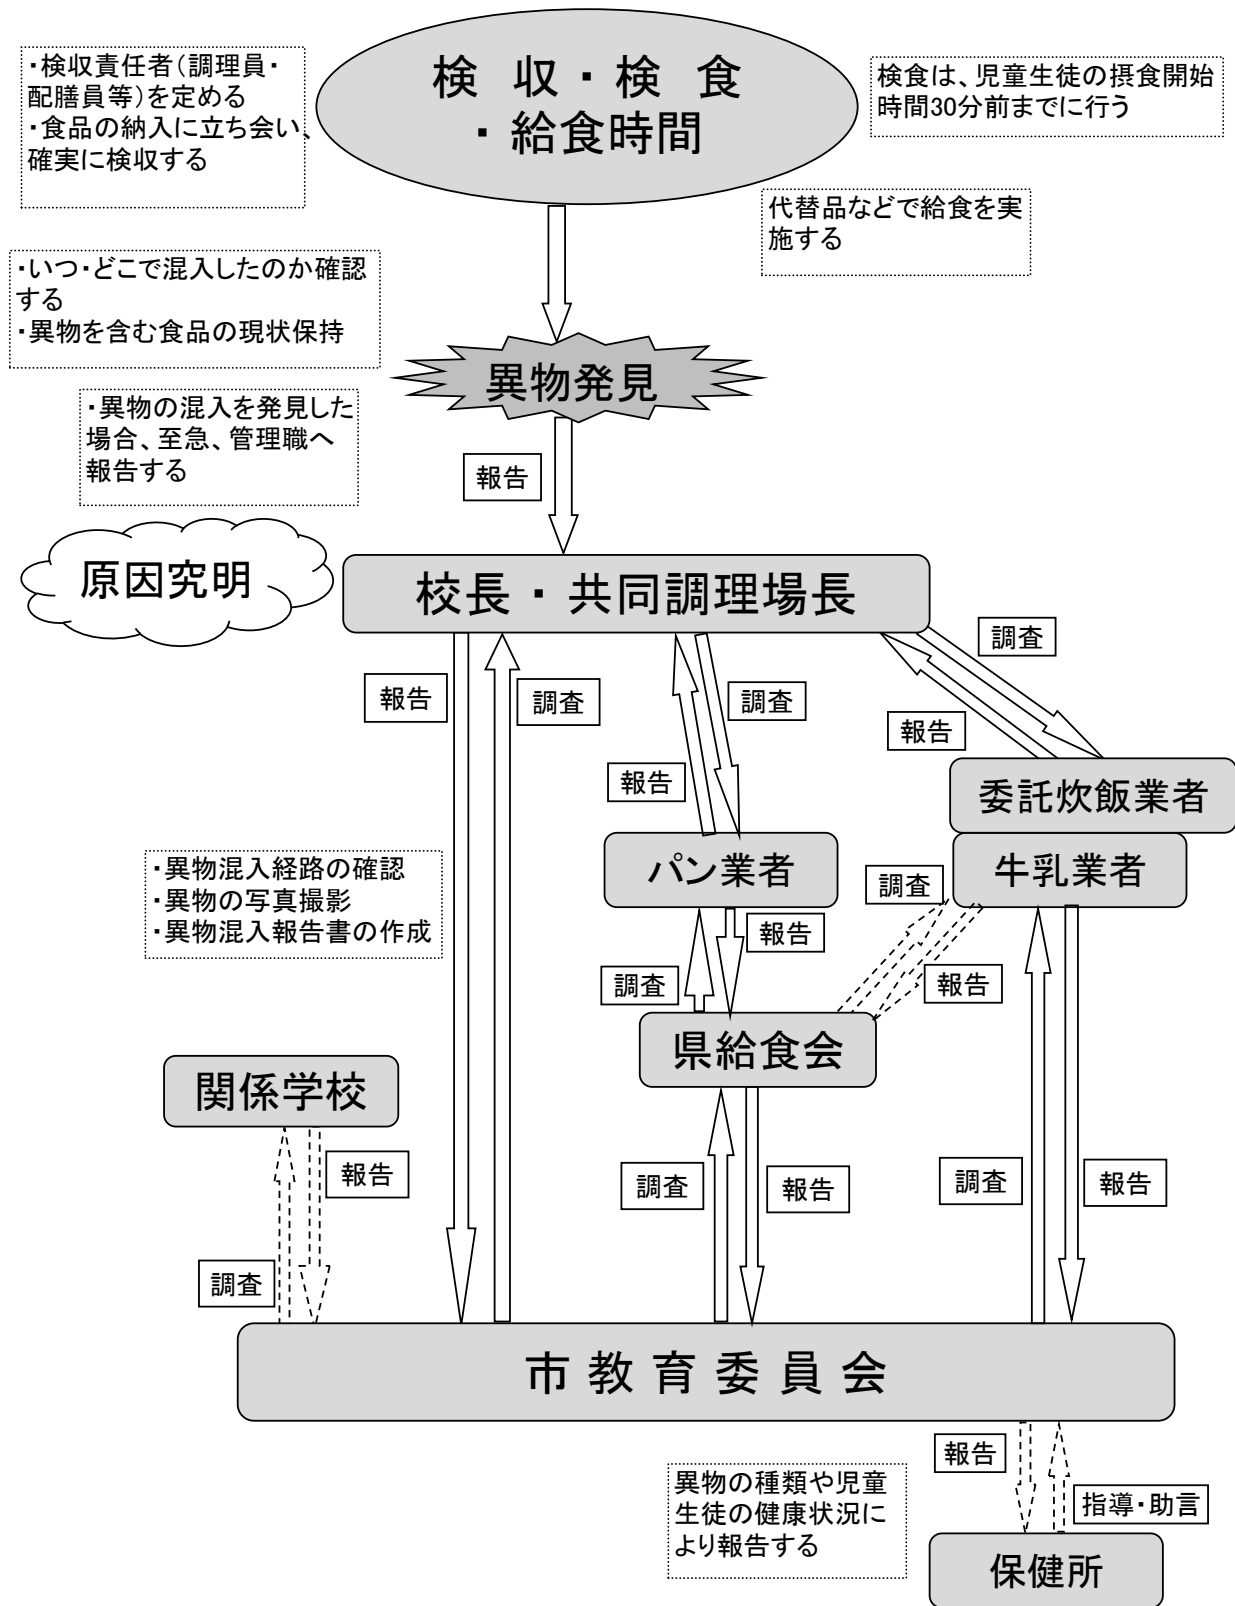 ・検収責任者（調理員・
配膳員等）を定める
・食品の納入に立ち会い、
確実に検収する
検　収・検　食
・給食時間
検食は、児童生徒の摂食開始
時間30分前までに行う
代替品などで給食を実
施する
・いつ・どこで混入したのか確認
する
・異物を含む食品の現状保持
異物発見
・異物の混入を発見した
場合、至急、管理職へ
報告する
報告
原因究明
校長・共同調理場長
報告
調査
調査
報告
調査
報告
委託炊飯業者
パン業者
牛乳業者
・異物混入経路の確認
・異物の写真撮影
・異物混入報告書の作成
報告
調査
調査
報告
県給食会
関係学校
報告
調査
調査
報告
調査
報告
市教育委員会
報告
指導・助言
異物の種類や児童
生徒の健康状況に
より報告する
保健所